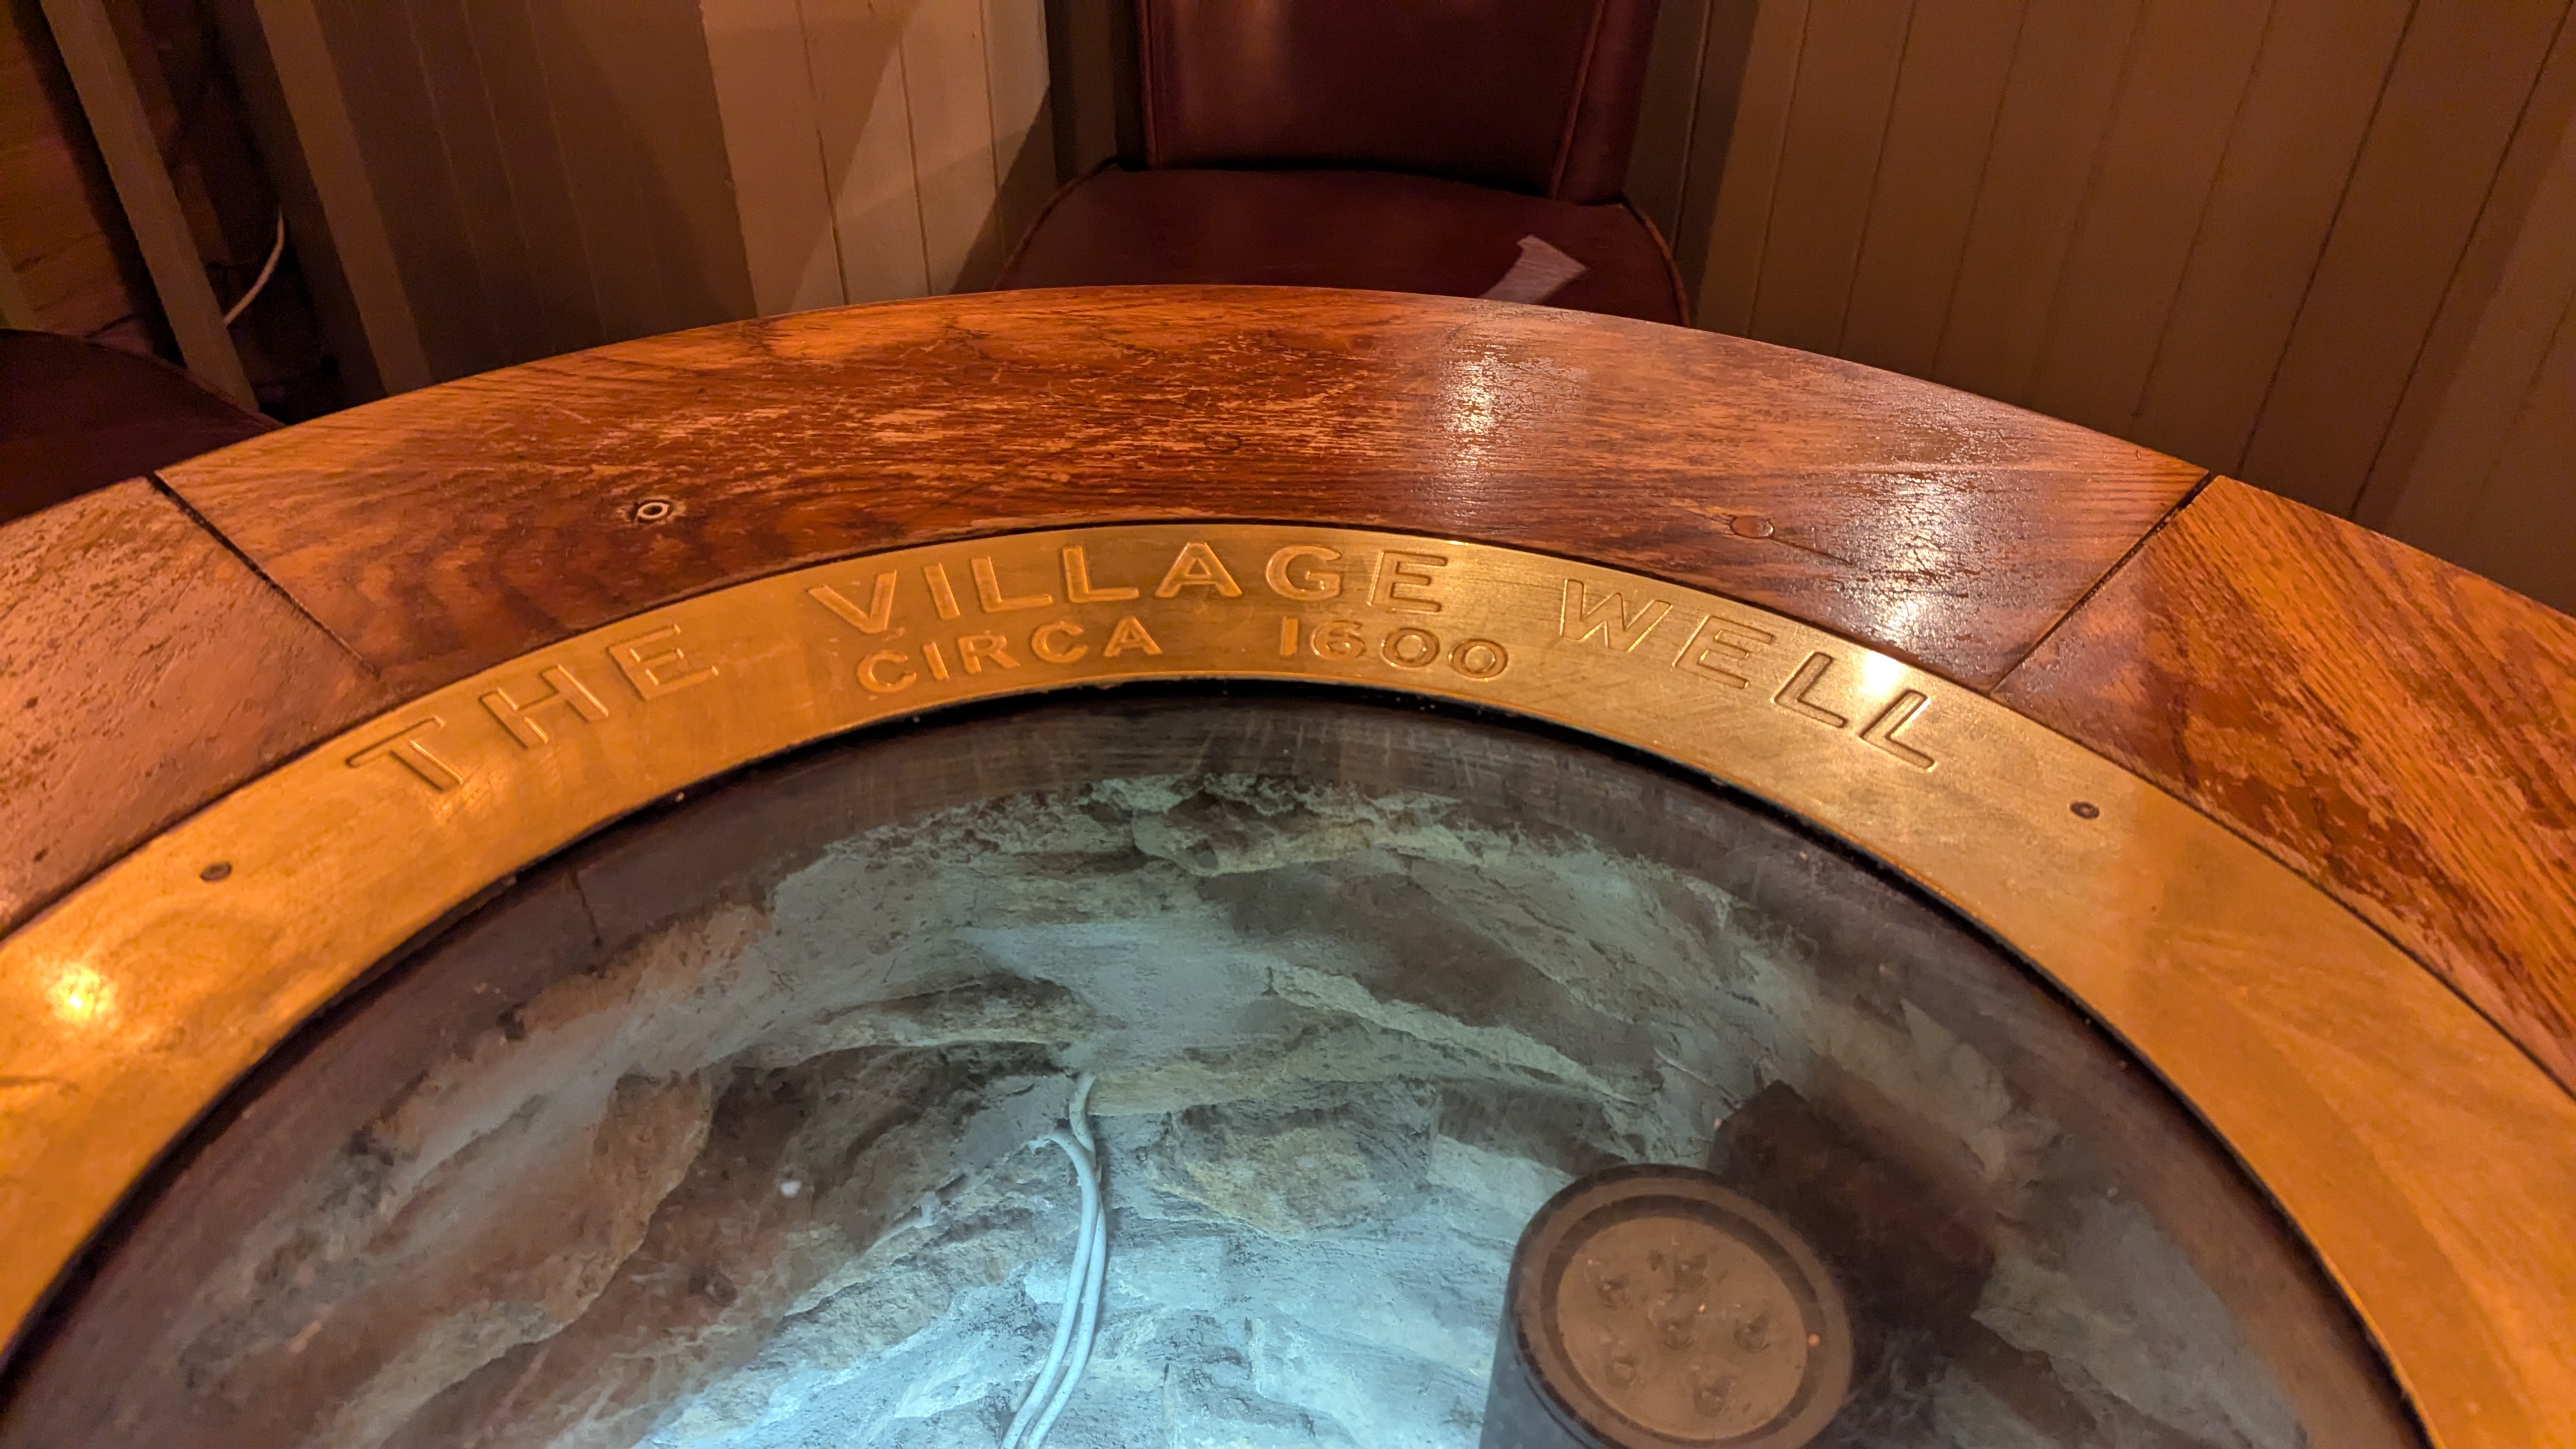 THE VILLAGE WELL
CIRCA 1600